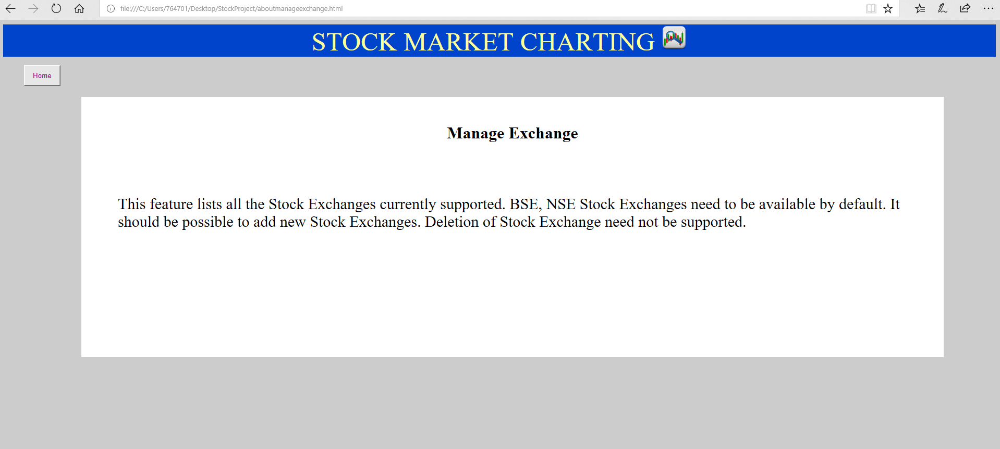 file:///C:/Users/764701/Desktop/StockProject/aboutmanageexchange.html
STOCK MARKET CHARTING
Home
Manage Exchange
This feature lists all the Stock Exchanges currently supported. BSE, NSE Stock Exchanges need to be available by default. It
should be possible to add new Stock Exchanges. Deletion of Stock Exchange need not be supported.